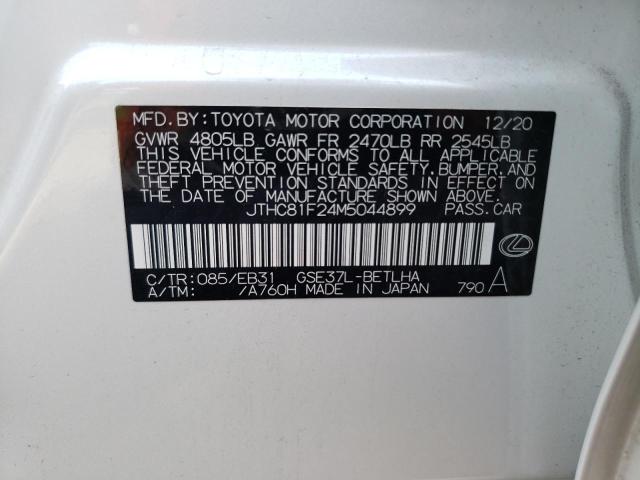 MFD.BY:TOYOTA MOTOR CORPORATION 12/20
GVWR 4805LB GAWR FR 2470LB RR 2545LB
THIS VEHICLE CONFORMS TO ALL APPLICABLE
FEDERAL MOTOR VEHICLE SAFETY,BUMPER,AND
THEFT PREVENTION STANDARDS IN EFFECT ON
THE DATE OF MANUFACTURE SHOWN ABOVE.
JTHC81F24M5044899 PASS.CAR
C/TR:085/EB31 GSE37L-BETLHA
A/TM: /A760H MADE IN JAPAN 790 A